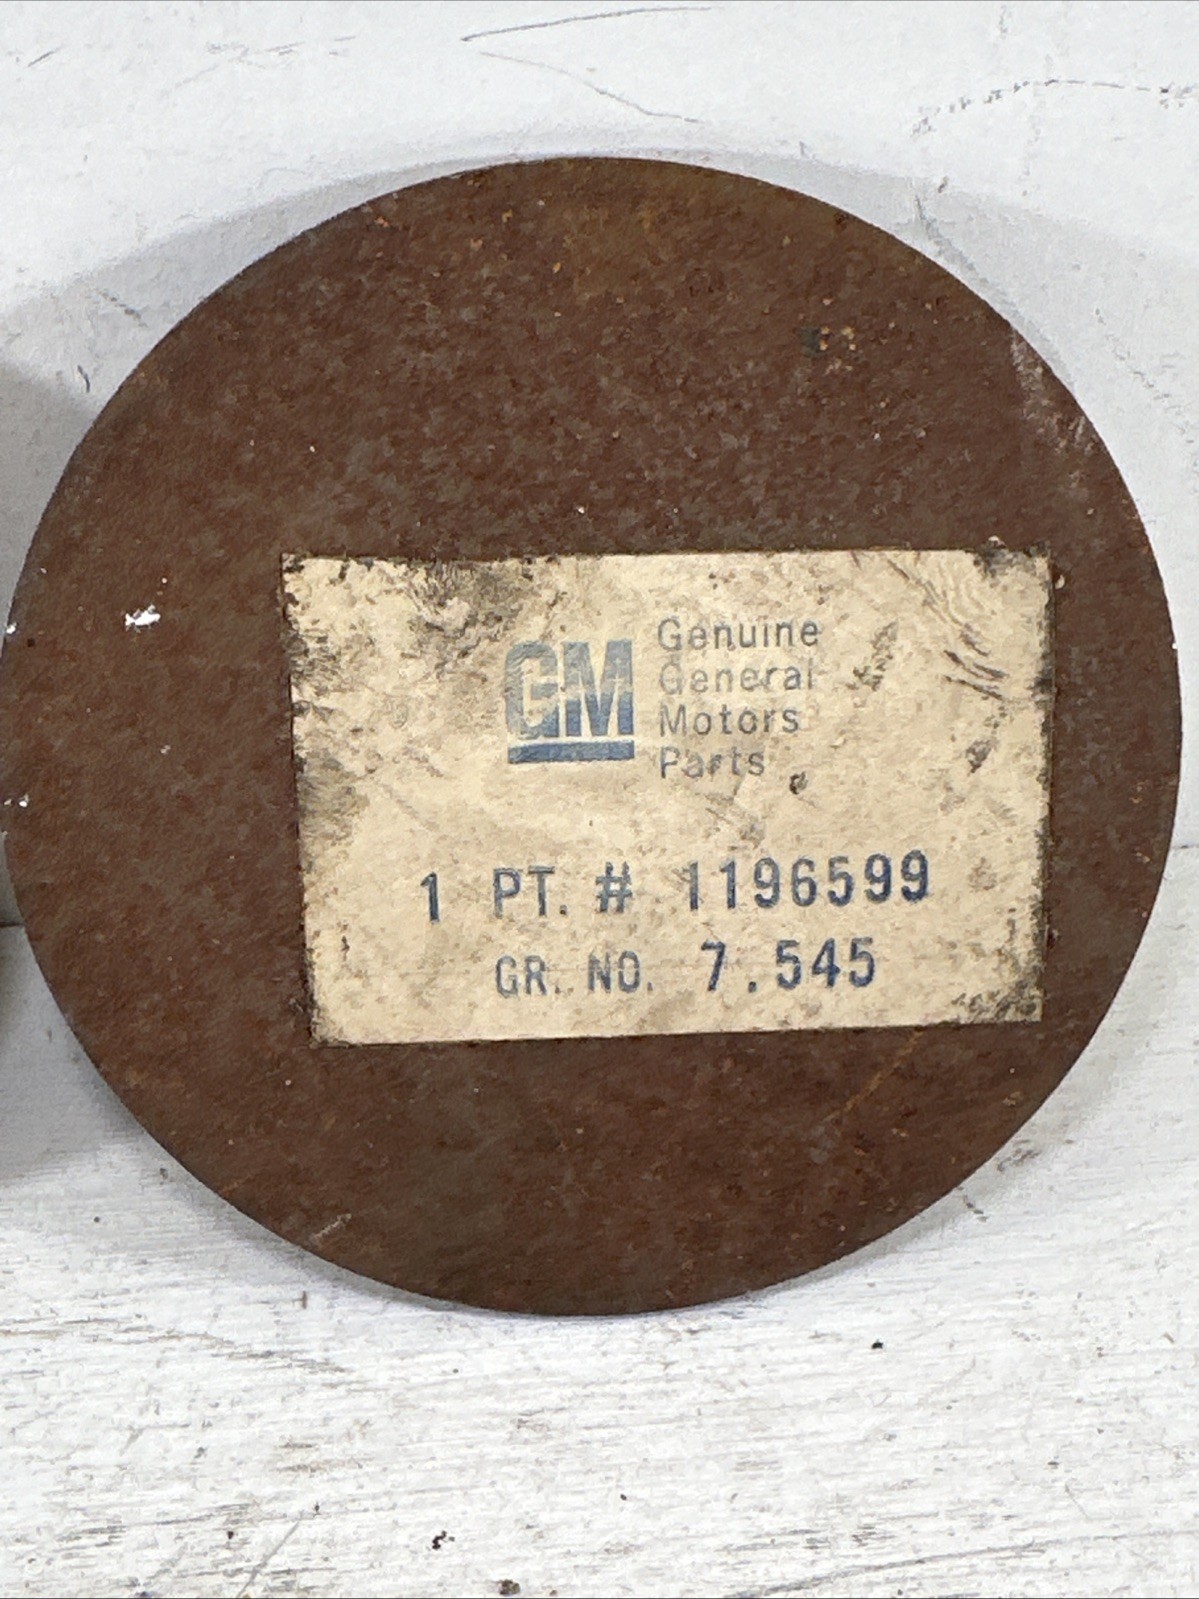 GM
Genuine
General
Motors
Parts
1 PT. # 1196599
GR. NO. 7.545